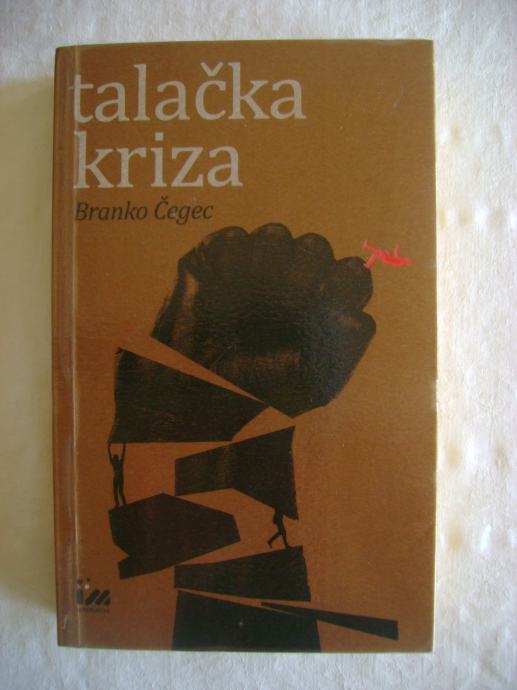 talačka
kriza
Branko Čegec